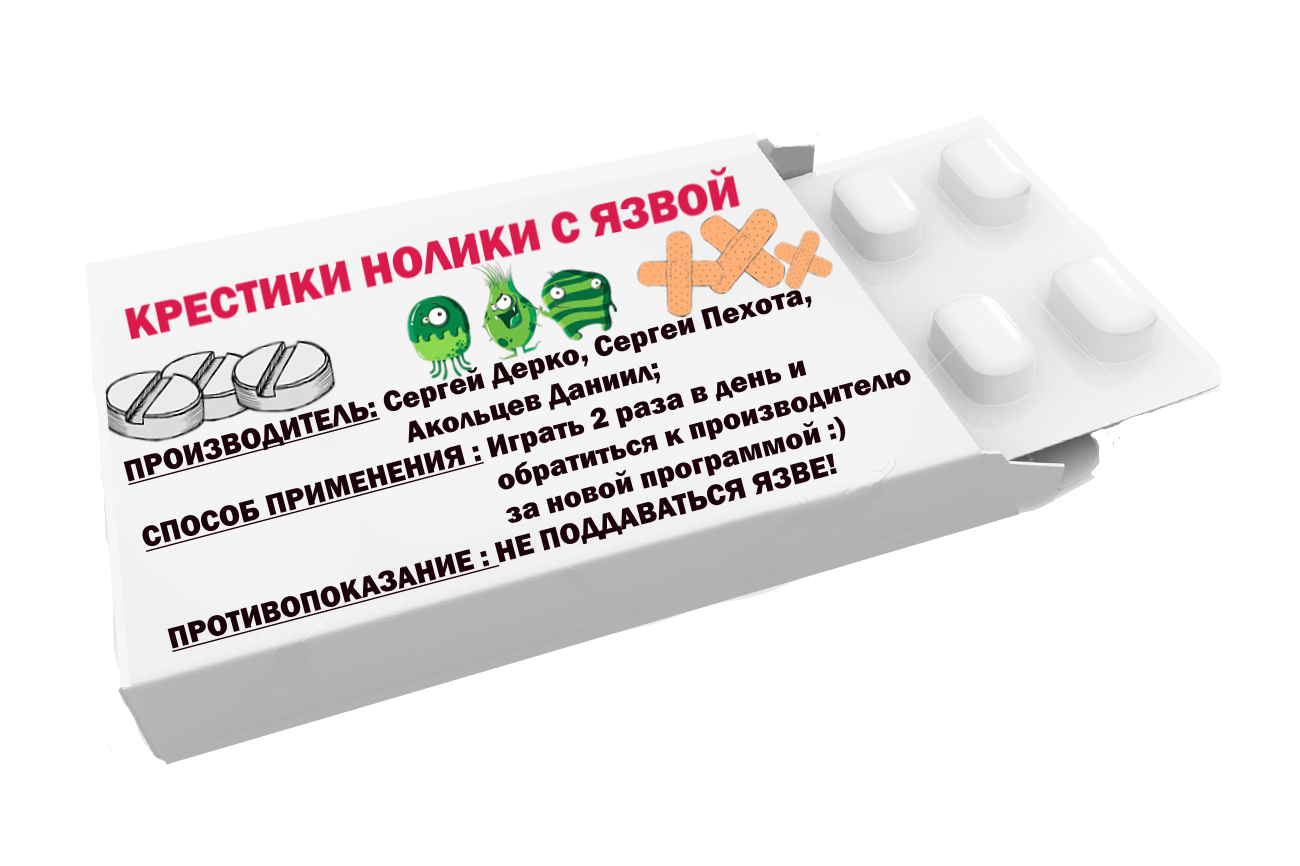 КРЕСТИКИ НОЛИКИ С ЯЗВОЙ
ПРОИЗВОДИТЕЛЬ: Сергей Дерко, Сергей Пехота,
Акольцев Даниил;
СПОСОБ ПРИМЕНЕНИЯ : Играть 2 раза в день и
обратиться к производителю
за новой программой :)
ПРОТИВОПОКАЗАНИЕ : НЕ ПОДДАВАТЬСЯ ЯЗВЕ!